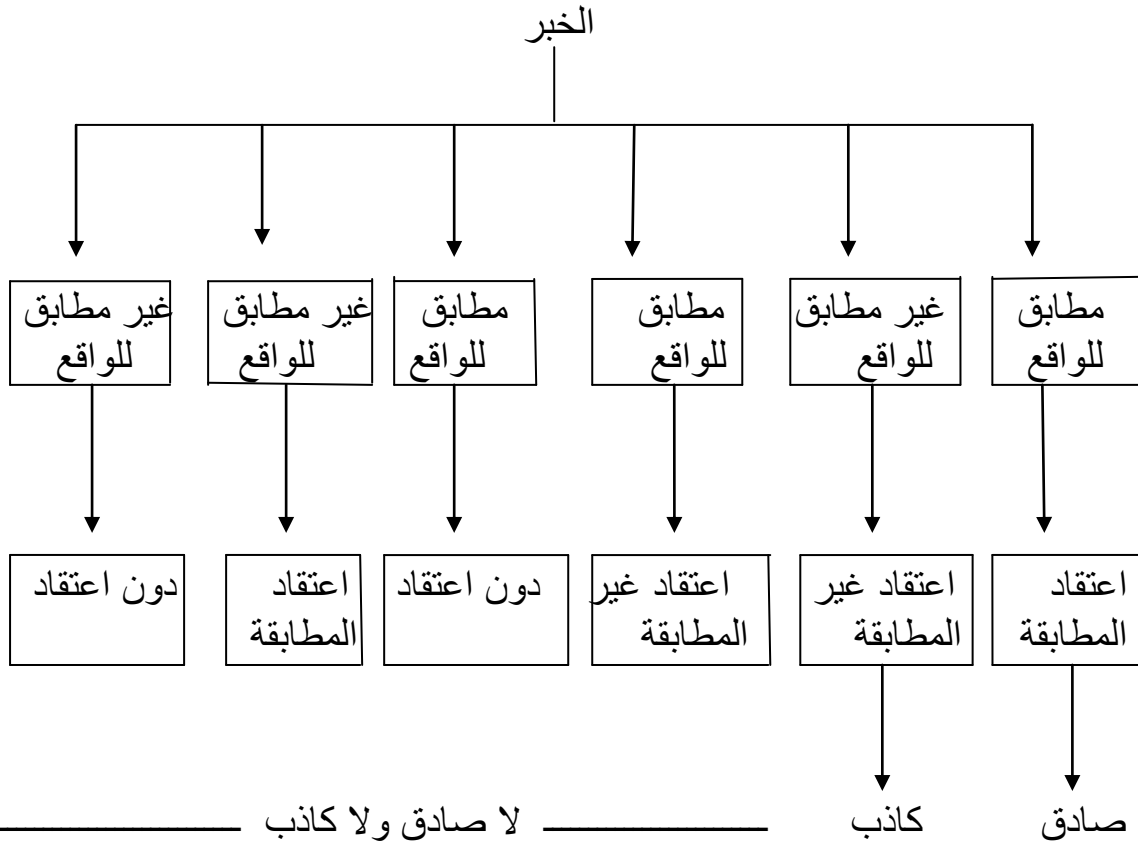 الخبر
مطابق
للواقع
غير مطابق
للواقع
مطابق
للواقع
مطابق
للواقع
غير مطابق
للواقع
غير مطابق
للواقع
اعتقاد
المطابقة
اعتقاد غير
المطابقة
اعتقاد غير
المطابقة
دون اعتقاد
اعتقاد
المطابقة
دون اعتقاد
صادق
كاذب
لا صادق ولا كاذب